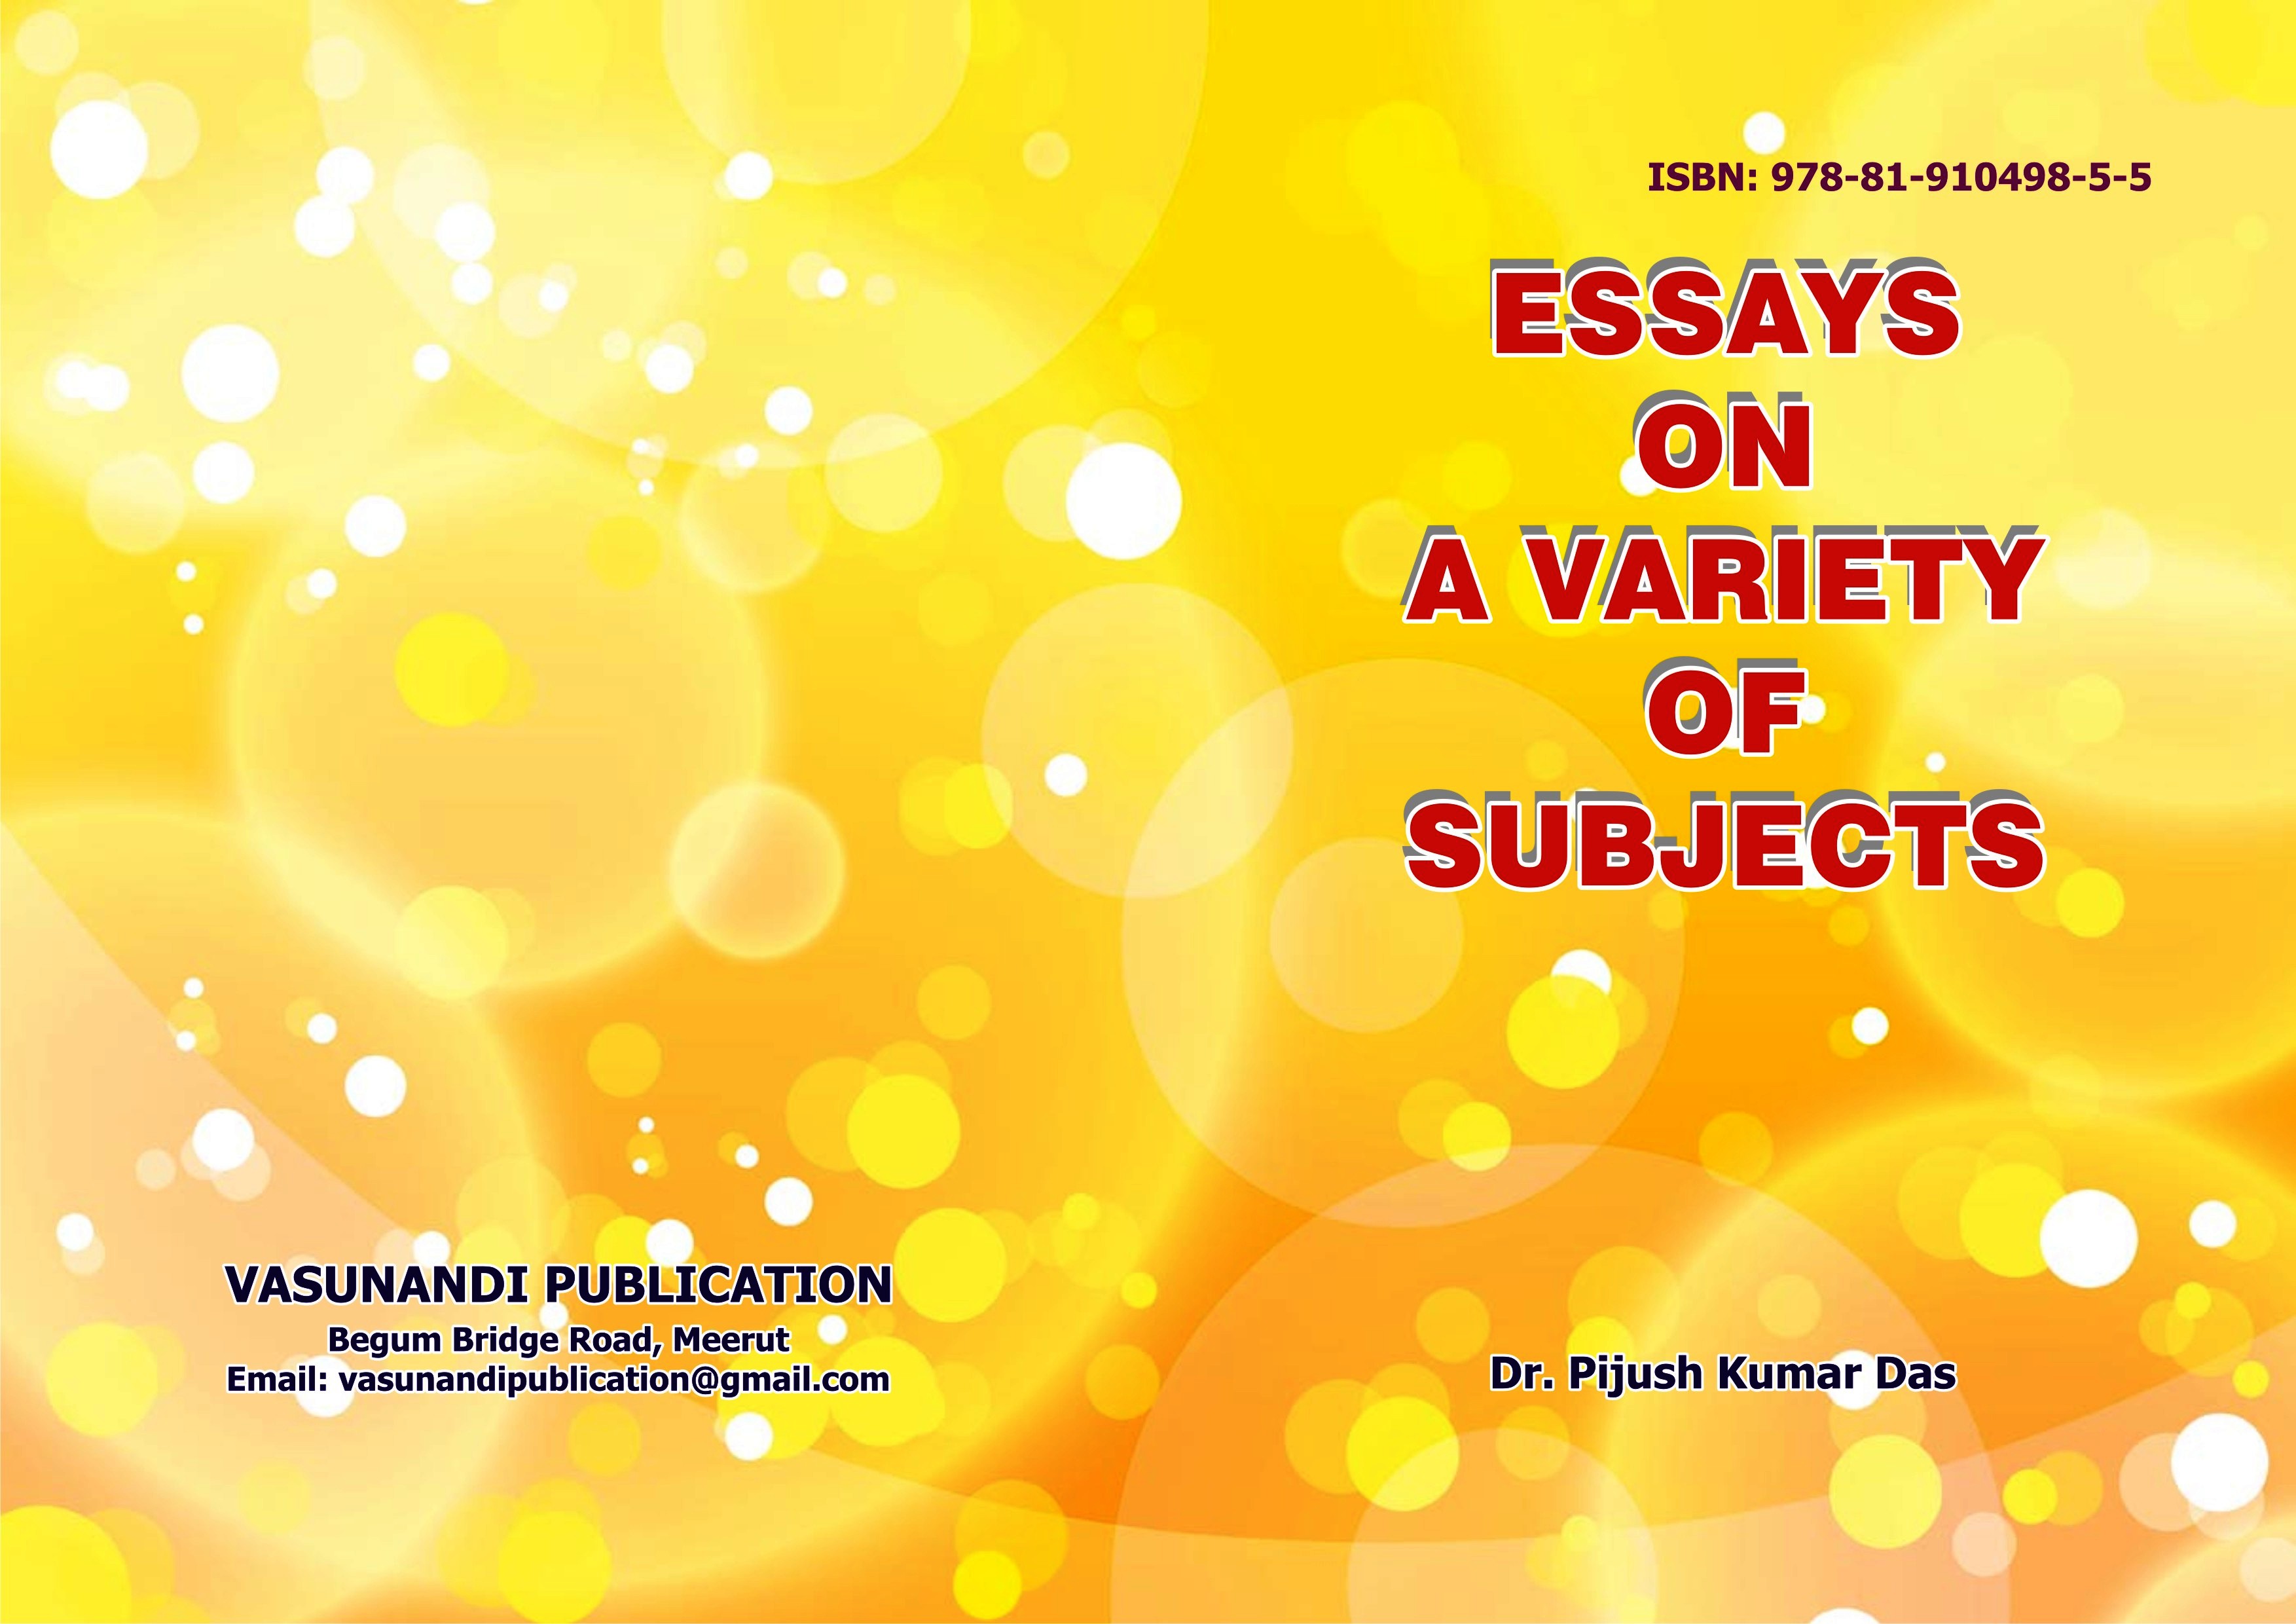 ISBN: 978-81-910498-5-5
ESSAYS
ON
A VARIETY
OF
SUBJECTS
Dr. Pijush Kumar Das
VASUNANDI PUBLICATION
Begum Bridge Road, Meerut
Email: vasunandipublication@gmail.com